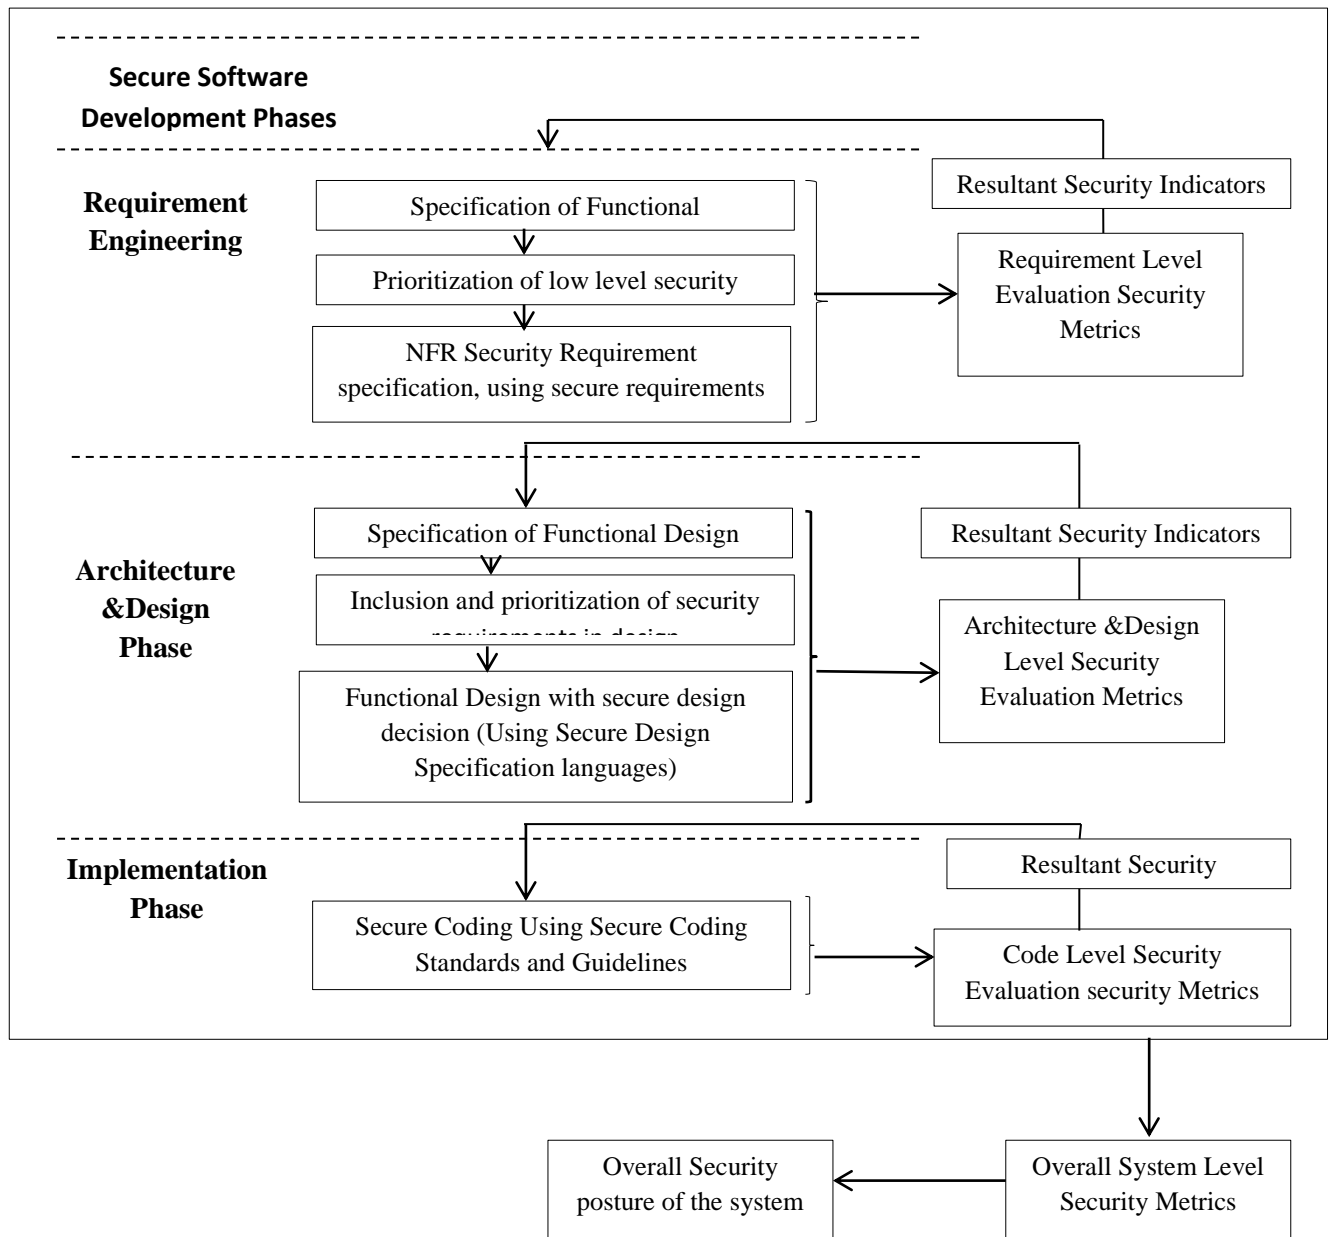 Secure Software
Development Phases
Requirement
Engineering
Specification of Functional
Prioritization of low level security
NFR Security Requirement
specification, using secure requirements
Resultant Security Indicators
Requirement Level
Evaluation Security
Metrics
Architecture
&Design
Phase
Specification of Functional Design
Inclusion and prioritization of security
requirements in design
Functional Design with secure design
decision (Using Secure Design
Specification languages)
Resultant Security Indicators
Architecture &Design
Level Security
Evaluation Metrics
Implementation
Phase
Secure Coding Using Secure Coding
Standards and Guidelines
Resultant Security
Code Level Security
Evaluation security Metrics
Overall Security
posture of the system
Overall System Level
Security Metrics